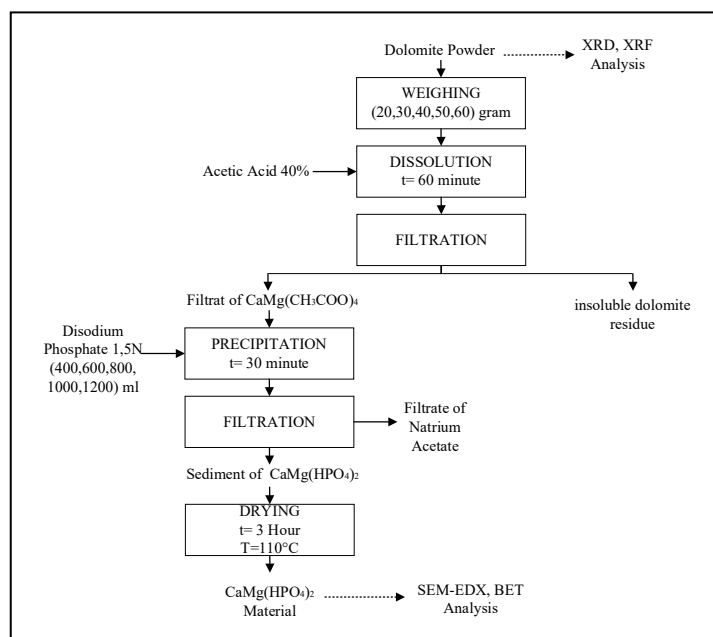 Dolomite Powder
XRD, XRF
Analysis
WEIGHING
(20,30,40,50,60) gram
Acetic Acid 40%
DISSOLUTION
t= 60 minute
FILTRATION
Filtrat of CaMg(CH₃COO)₄
insoluble dolomite
residue
Disodium
Phosphate 1,5N
(400,600,800,
1000,1200) ml
PRECIPITATION
t= 30 minute
FILTRATION
Filtrate of
Natrium
Acetate
Sediment of CaMg(HPO₄)₂
DRYING
t= 3 Hour
T=110°C
CaMg(HPO₄)₂
Material
SEM-EDX, BET
Analysis